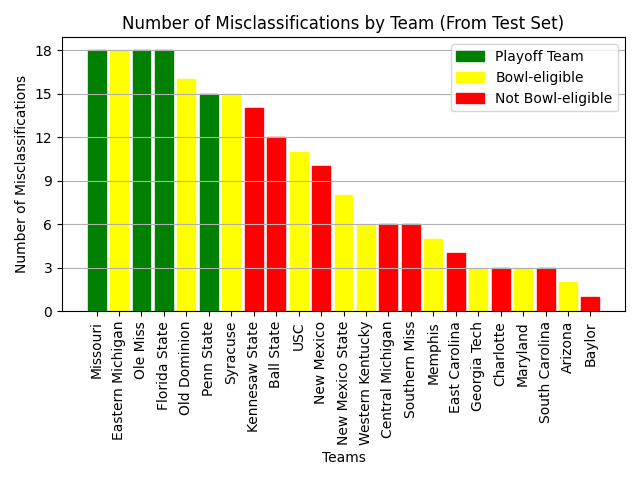 Number of Misclassifications by Team (From Test Set)
Number of Misclassifications
18
15
12
9
6
3
0
Playoff Team
Bowl-eligible
Not Bowl-eligible
Missouri
Eastern Michigan
Ole Miss
Florida State
Old Dominion
Penn State
Syracuse
Kennesaw State
Ball State
USC
New Mexico
New Mexico State
Western Kentucky
Central Michigan
Southern Miss
Memphis
East Carolina
Georgia Tech
Charlotte
Maryland
South Carolina
Arizona
Baylor
Teams